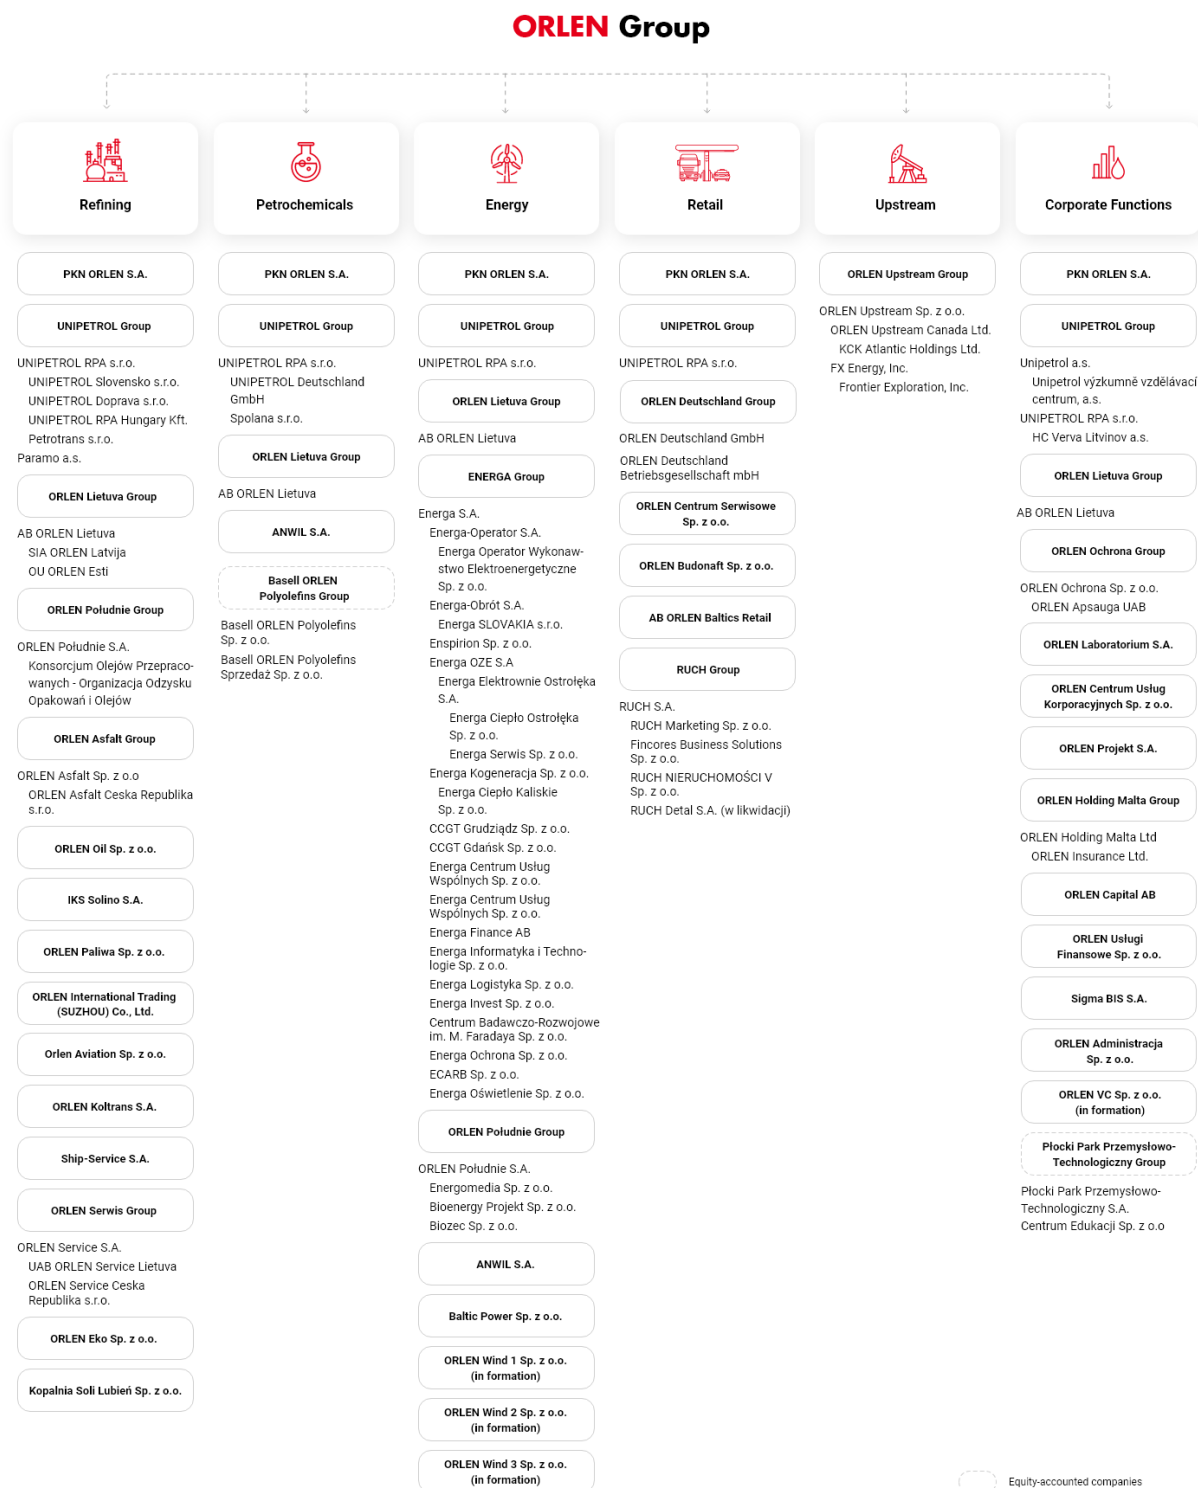 ORLEN Group
Refining
PKN ORLEN S.A.
UNIPETROL Group
UNIPETROL RPA s.r.o.
UNIPETROL Slovensko s.r.o.
UNIPETROL Doprava s.r.o.
UNIPETROL RPA Hungary Kft.
Petrotrans s.r.o.
Paramo a.s.
ORLEN Lietuva Group
AB ORLEN Lietuva
SIA ORLEN Latvija
OU ORLEN Esti
ORLEN Południe Group
ORLEN Południe S.A.
Konsorcjum Olejów Przepraco-
wanych - Organizacja Odzysku
Opakowań i Olejów
ORLEN Asfalt Group
ORLEN Asfalt Sp. z o.o
ORLEN Asfalt Ceska Republika
s.r.o.
ORLEN Oil Sp. z o.o.
IKS Solino S.A.
ORLEN Paliwa Sp. z o.o.
ORLEN International Trading
(SUZHOU) Co., Ltd.
Orlen Aviation Sp. z o.o.
ORLEN Koltrans S.A.
Ship-Service S.A.
ORLEN Serwis Group
ORLEN Service S.A.
UAB ORLEN Service Lietuva
ORLEN Service Ceska
Republika s.r.o.
ORLEN Eko Sp. z o.o.
Kopalnia Soli Lubień Sp. z o.o.
Petrochemicals
PKN ORLEN S.A.
UNIPETROL Group
UNIPETROL RPA s.r.o.
UNIPETROL Deutschland
GmbH
Spolana s.r.o.
ORLEN Lietuva Group
AB ORLEN Lietuva
ANWIL S.A.
Basell ORLEN
Polyolefins Group
Basell ORLEN Polyolefins
Sp. z o.o.
Basell ORLEN Polyolefins
Sprzedaż Sp. z o.o.
Energy
PKN ORLEN S.A.
UNIPETROL Group
UNIPETROL RPA s.r.o.
ORLEN Lietuva Group
AB ORLEN Lietuva
ENERGA Group
Energa S.A.
Energa-Operator S.A.
Energa Operator Wykonaw-
stwo Elektroenergetyczne
Sp. z o.o.
Energa-Obrót S.A.
Energa SLOVAKIA s.r.o.
Enspirion Sp. z o.o.
Energa OZE S.A
Energa Elektrownie Ostrołęka
S.A.
Energa Ciepło Ostrołęka
Sp. z o.o.
Energa Serwis Sp. z o.o.
Energa Kogeneracja Sp. z o.o.
Energa Ciepło Kaliskie
Sp. z o.o.
CCGT Grudziądz Sp. z o.o.
CCGT Gdańsk Sp. z o.o.
Energa Centrum Usług
Wspólnych Sp. z o.o.
Energa Centrum Usług
Wspólnych Sp. z o.o.
Energa Finance AB
Energa Informatyka i Techno-
logie Sp. z o.o.
Energa Logistyka Sp. z o.o.
Energa Invest Sp. z o.o.
Centrum Badawczo-Rozwojowe
im. M. Faradaya Sp. z o.o.
Energa Ochrona Sp. z o.o.
ECARB Sp. z o.o.
Energa Oświetlenie Sp. z o.o.
ORLEN Południe Group
ORLEN Południe S.A.
Energomedia Sp. z o.o.
Bioenergy Projekt Sp. z o.o.
Biozec Sp. z o.o.
ANWIL S.A.
Baltic Power Sp. z o.o.
ORLEN Wind 1 Sp. z o.o.
(in formation)
ORLEN Wind 2 Sp. z o.o.
(in formation)
ORLEN Wind 3 Sp. z o.o.
(in formation)
Retail
PKN ORLEN S.A.
UNIPETROL Group
UNIPETROL RPA s.r.o.
ORLEN Deutschland Group
ORLEN Deutschland GmbH
ORLEN Deutschland
Betriebsgesellschaft mbH
ORLEN Centrum Serwisowe
Sp. z o.o.
ORLEN Budonaft Sp. z o.o.
AB ORLEN Baltics Retail
RUCH Group
RUCH S.A.
RUCH Marketing Sp. z o.o.
Fincores Business Solutions
Sp. z o.o.
RUCH NIERUCHOMOŚCI V
Sp. z o.o.
RUCH Detal S.A. (w likwidacji)
Upstream
ORLEN Upstream Group
ORLEN Upstream Sp. z o.o.
ORLEN Upstream Canada Ltd.
KCK Atlantic Holdings Ltd.
FX Energy, Inc.
Frontier Exploration, Inc.
Corporate Functions
PKN ORLEN S.A.
UNIPETROL Group
Unipetrol a.s.
Unipetrol výzkumně vzdělávací
centrum, a.s.
UNIPETROL RPA s.r.o.
HC Verva Litvinov a.s.
ORLEN Lietuva Group
AB ORLEN Lietuva
ORLEN Ochrona Group
ORLEN Ochrona Sp. z o.o.
ORLEN Apsauga UAB
ORLEN Laboratorium S.A.
ORLEN Centrum Usług
Korporacyjnych Sp. z o.o.
ORLEN Projekt S.A.
ORLEN Holding Malta Group
ORLEN Holding Malta Ltd
ORLEN Insurance Ltd.
ORLEN Capital AB
ORLEN Usługi
Finansowe Sp. z o.o.
Sigma BIS S.A.
ORLEN Administracja
Sp. z o.o.
ORLEN VC Sp. z o.o.
(in formation)
Płocki Park Przemysłowo-
Technologiczny Group
Płocki Park Przemysłowo-
Technologiczny S.A.
Centrum Edukacji Sp. z o.o
Equity-accounted companies